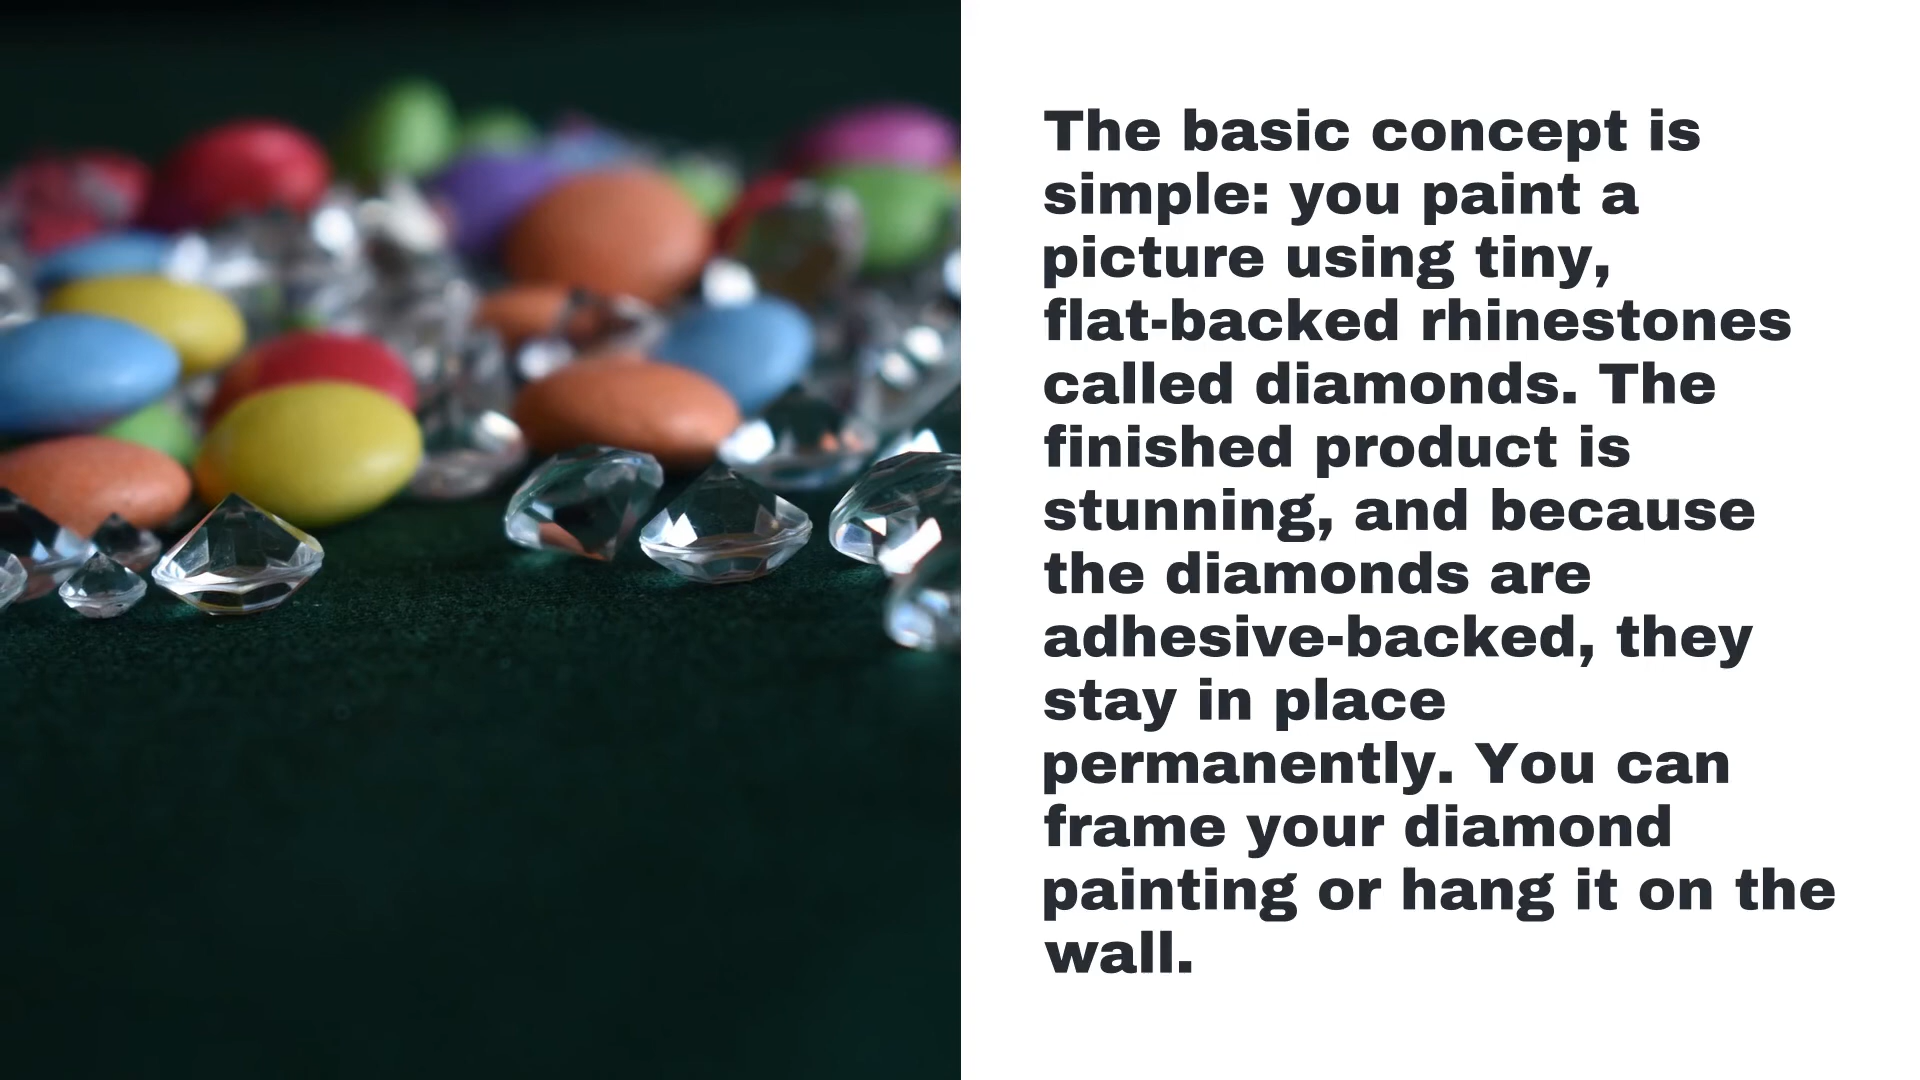 The basic concept is
simple: you paint a
picture using tiny,
flat-backed rhinestones
called diamonds. The
finished product is
stunning, and because
the diamonds are
adhesive-backed, they
stay in place
permanently. You can
frame your diamond
painting or hang it on the
wall.